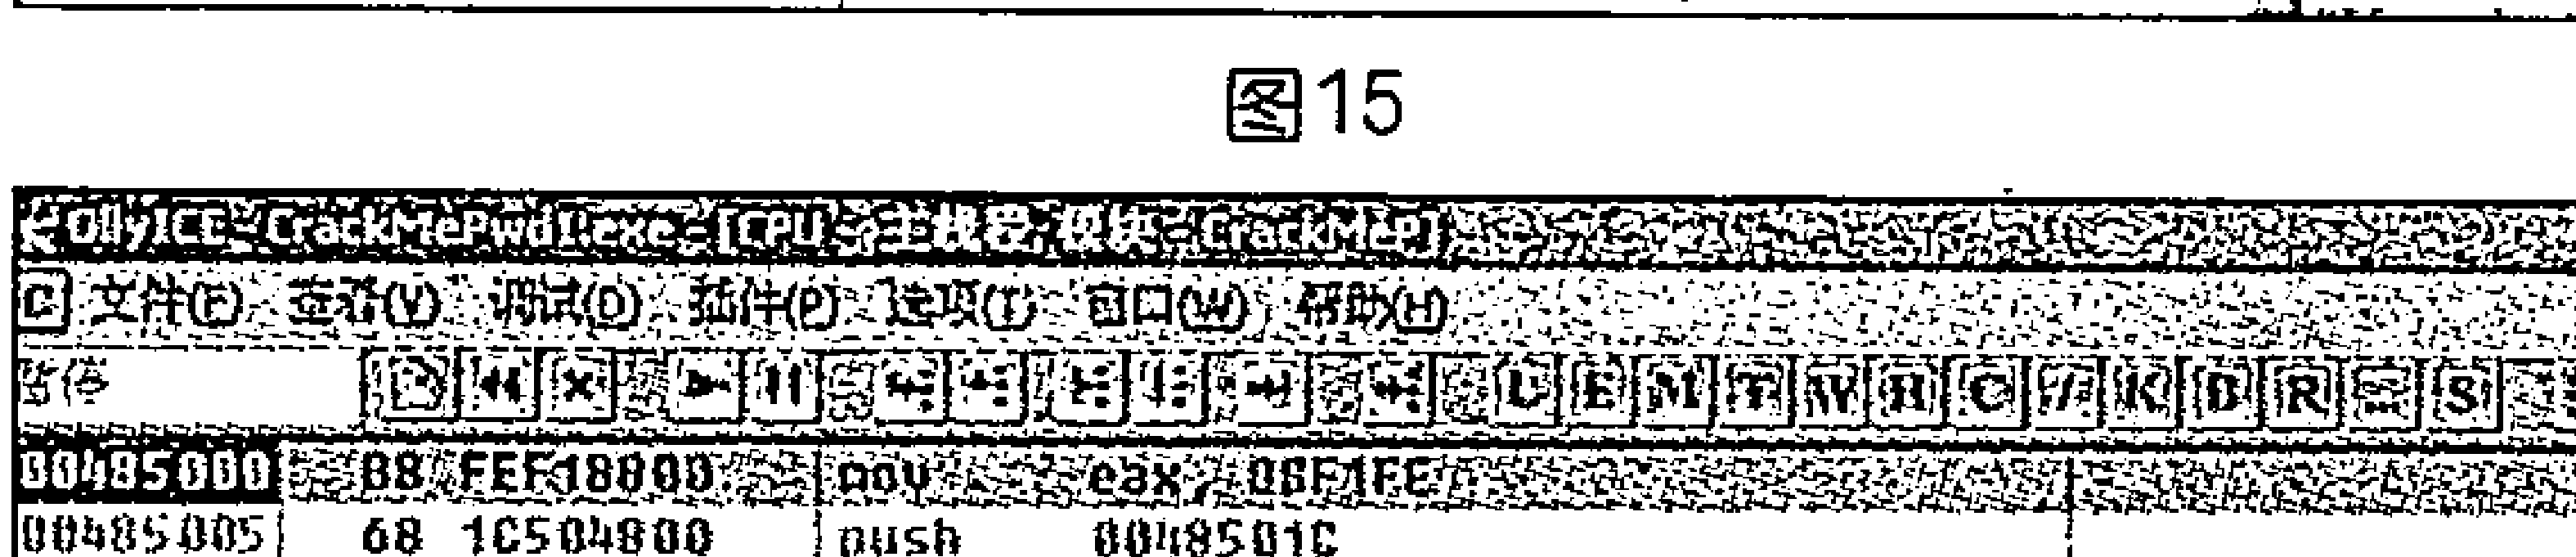 图15
OllyICE - CrackMePwd1.exe - [CPU - 主线程, 模块 - CrackMeP]
C 文件(F) 查看(V) 调试(D) 插件(P) 选项(T) 窗口(W) 帮助(H)
暂停 L E M T W H C / K B R S
00485000 B8 FEF10800 mov eax, 08F1FE
00485005 68 1C504800 push 0048501C